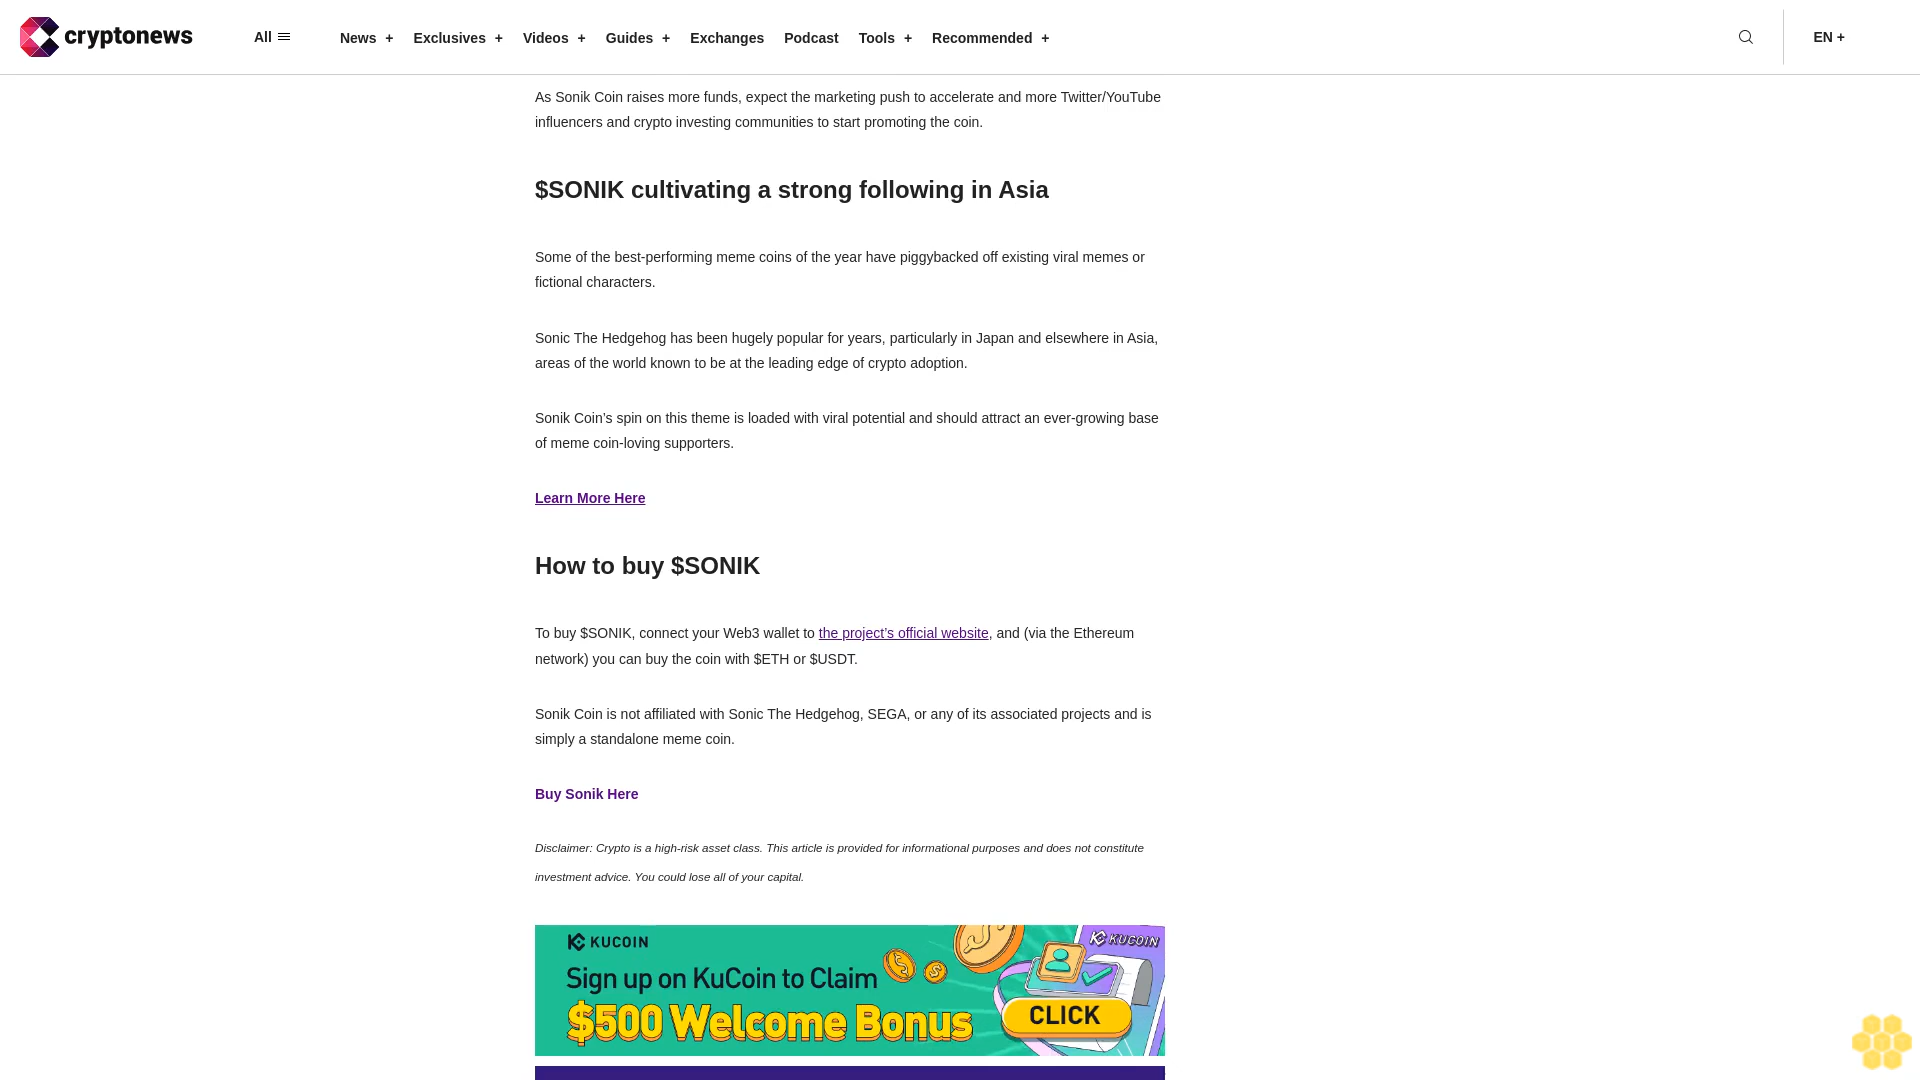 cryptonews
All
News +
Exclusives +
Videos +
Guides +
Exchanges
Podcast
Tools +
Recommended +
EN +
As Sonik Coin raises more funds, expect the marketing push to accelerate and more Twitter/YouTube
influencers and crypto investing communities to start promoting the coin.
$SONIK cultivating a strong following in Asia
Some of the best-performing meme coins of the year have piggybacked off existing viral memes or
fictional characters.
Sonic The Hedgehog has been hugely popular for years, particularly in Japan and elsewhere in Asia,
areas of the world known to be at the leading edge of crypto adoption.
Sonik Coin’s spin on this theme is loaded with viral potential and should attract an ever-growing base
of meme coin-loving supporters.
Learn More Here
How to buy $SONIK
To buy $SONIK, connect your Web3 wallet to the project’s official website, and (via the Ethereum
network) you can buy the coin with $ETH or $USDT.
Sonik Coin is not affiliated with Sonic The Hedgehog, SEGA, or any of its associated projects and is
simply a standalone meme coin.
Buy Sonik Here
Disclaimer: Crypto is a high-risk asset class. This article is provided for informational purposes and does not constitute
investment advice. You could lose all of your capital.
KUCOIN
KUCOIN
Sign up on KuCoin to Claim
$500 Welcome Bonus
CLICK